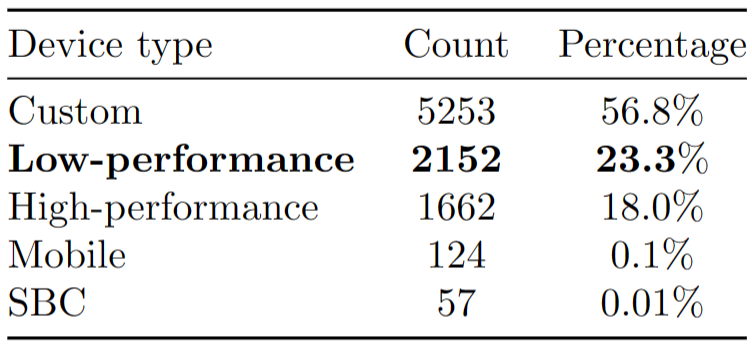 Device type Count Percentage
Custom 5253 56.8%
Low-performance 2152 23.3%
High-performance 1662 18.0%
Mobile 124 0.1%
SBC 57 0.01%